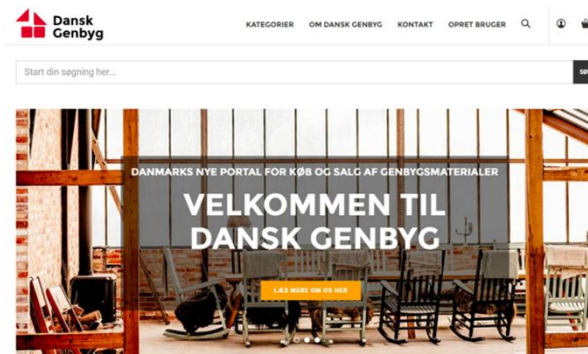 Dansk
Genbyg
KATEGORIER OM DANSK GENBYG KONTAKT OPRET BRUGER
Start din søgning her...
DANMARKS NYE PORTAL FOR KØB OG SALG AF GENBYGSMATERIALER
VELKOMMEN TIL
DANSK GENBYG
LÆS MERE OM OS HER